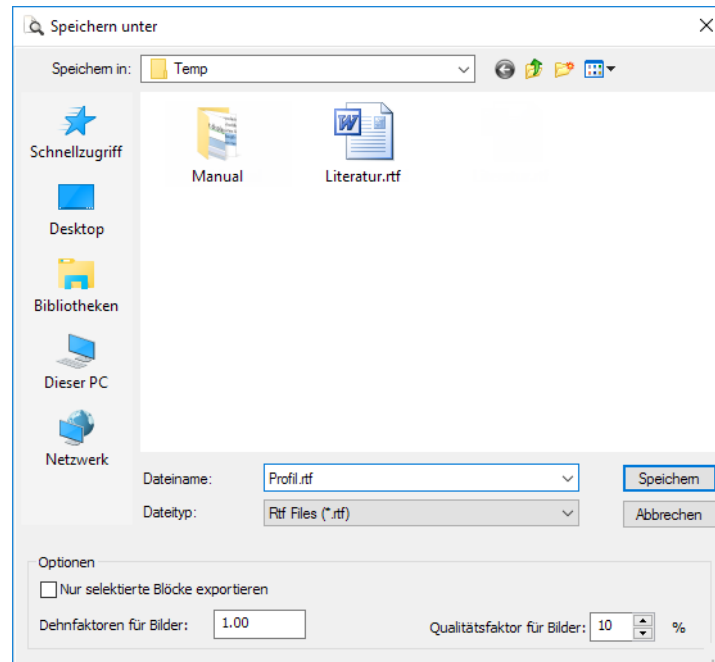 Speichern unter
Speichern in: Temp
Schnellzugriff
Desktop
Bibliotheken
Dieser PC
Netzwerk
Manual Literatur.rtf
Dateiname: Profil.rtf Speichern
Dateityp: Rtf Files (*.rtf) Abbrechen
Optionen
Nur selektierte Blöcke exportieren
Dehnfaktoren für Bilder: 1.00 Qualitätsfaktor für Bilder: 10 %